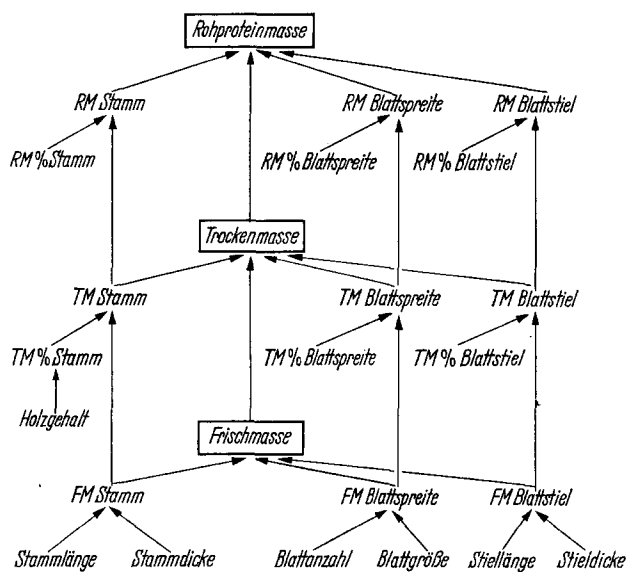 Rohproteinmasse
RM Stamm RM Blattspreite RM Blattstiel
RM % Stamm RM % Blattspreite RM % Blattstiel
Trockenmasse
TM Stamm TM Blattspreite TM Blattstiel
TM % Stamm TM % Blattspreite TM % Blattstiel
Holzgehalt
Frischmasse
FM Stamm FM Blattspreite FM Blattstiel
Stammlänge Stammdicke Blattanzahl Blattgröße Stiellänge Stieldicke